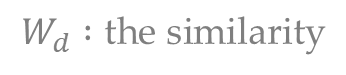 W_d : the similarity